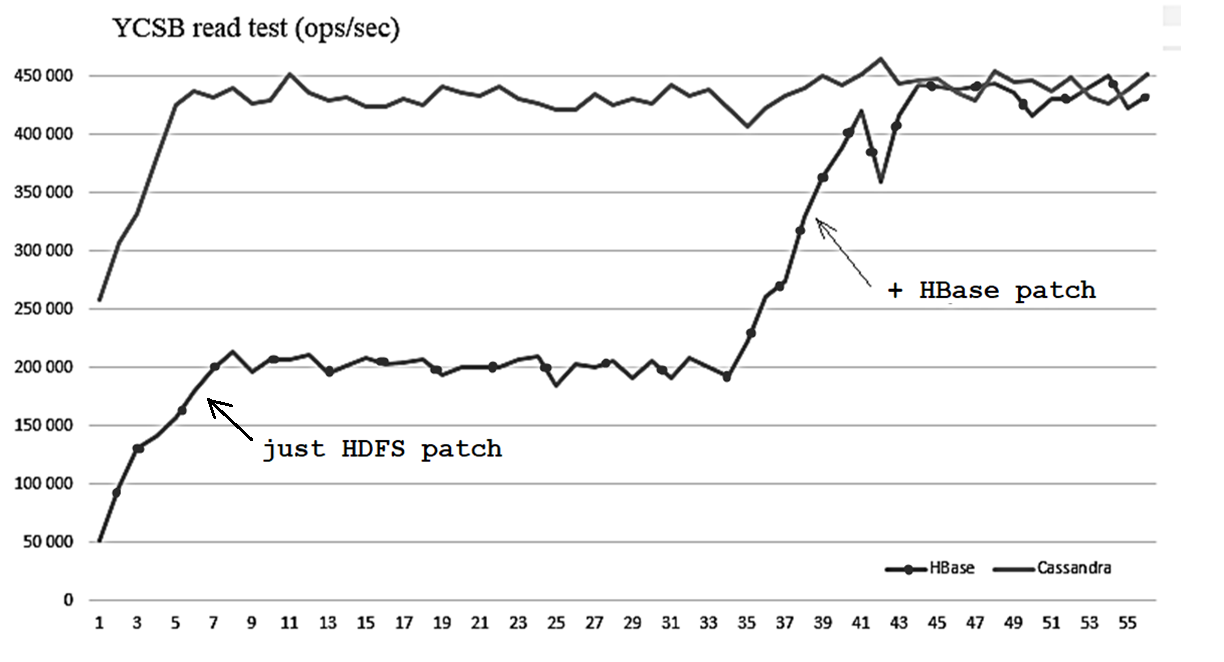 YCSB read test (ops/sec)
450 000
400 000
350 000
300 000
250 000
+ HBase patch
200 000
150 000
just HDFS patch
100 000
50 000
HBase
Cassandra
0
1 3 5 7 9 11 13 15 17 19 21 23 25 27 29 31 33 35 37 39 41 43 45 47 49 51 53 55